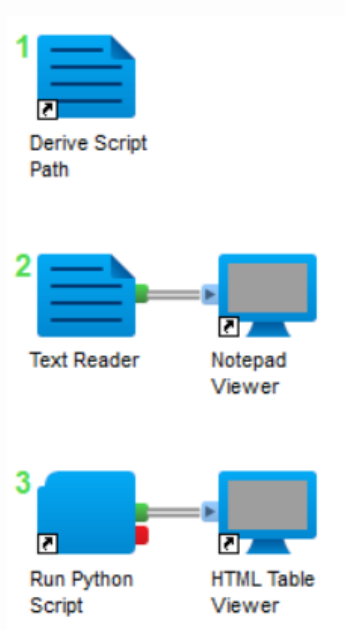 1
Derive Script
Path
2
Text Reader
Notepad
Viewer
3
Run Python
Script
HTML Table
Viewer